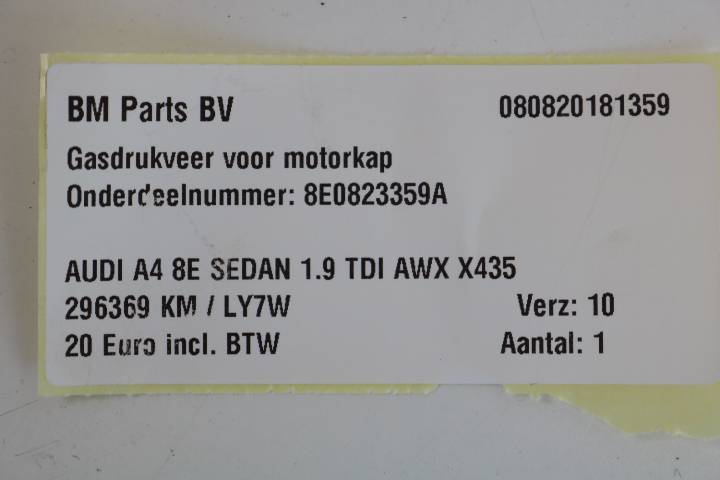 BM Parts BV 080820181359
Gasdrukveer voor motorkap
Onderdeelnummer: 8E0823359A
AUDI A4 8E SEDAN 1.9 TDI AWX X435
296369 KM / LY7W Verz: 10
20 Euro incl. BTW Aantal: 1